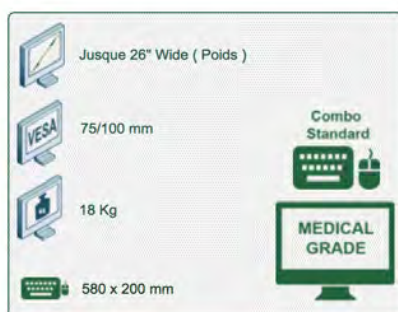 Jusque 26" Wide ( Poids )
VESA
75/100 mm
18 Kg
580 x 200 mm
Combo
Standard
MEDICAL
GRADE